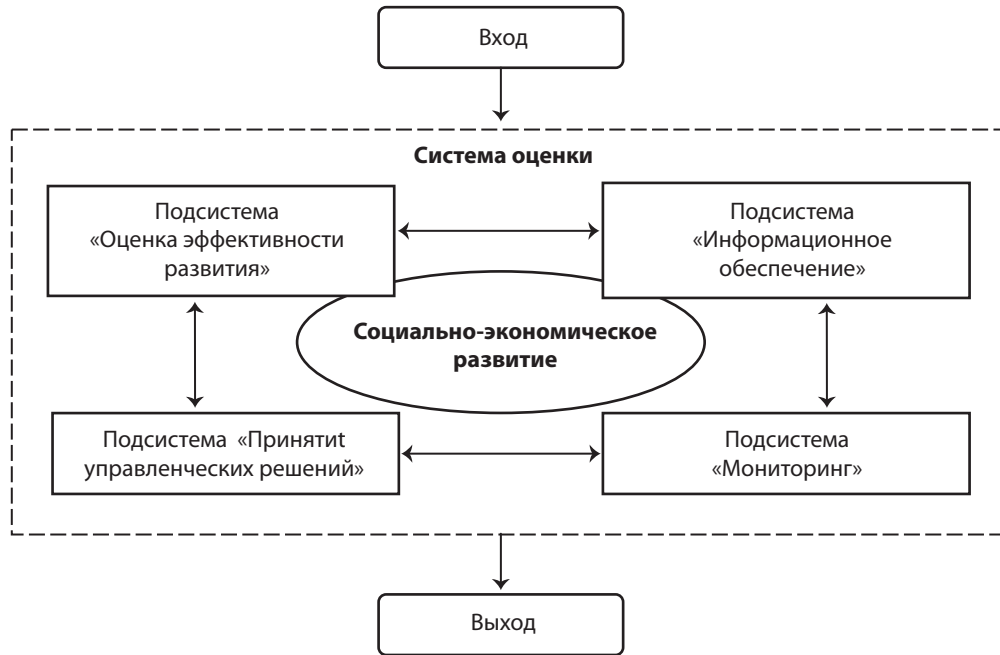 Вход
Система оценки
Подсистема
«Оценка эффективности
развития»
Подсистема
«Информационное
обеспечение»
Социально-экономическое
развитие
Подсистема «Принятиt
управленческих решений»
Подсистема
«Мониторинг»
Выход